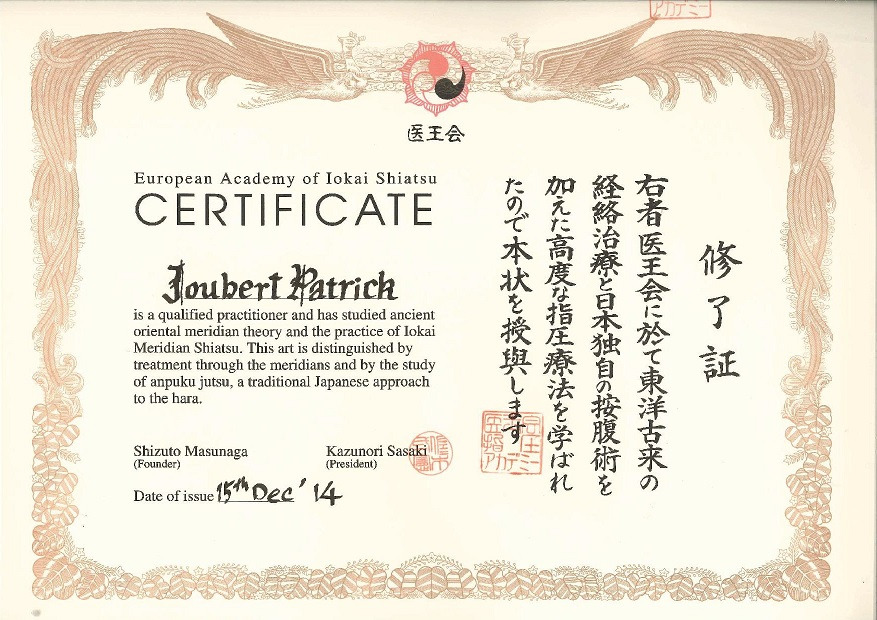 医王会
European Academy of Iokai Shiatsu
CERTIFICATE
Joubert Patrick
is a qualified practitioner and has studied ancient
oriental meridian theory and the practice of Iokai
Meridian Shiatsu. This art is distinguished by
treatment through the meridians and by the study
of anpuku jutsu, a traditional Japanese approach
to the hara.
Shizuto Masunaga
(Founder)
Kazunori Sasaki
(President)
Date of issue 15th Dec' 14
修了証
右者医王会に於て東洋古来の
経絡治療と日本独自の按腹術を
加えた高度な指圧療法を学ばれ
たので本状を授與します
アカデミー